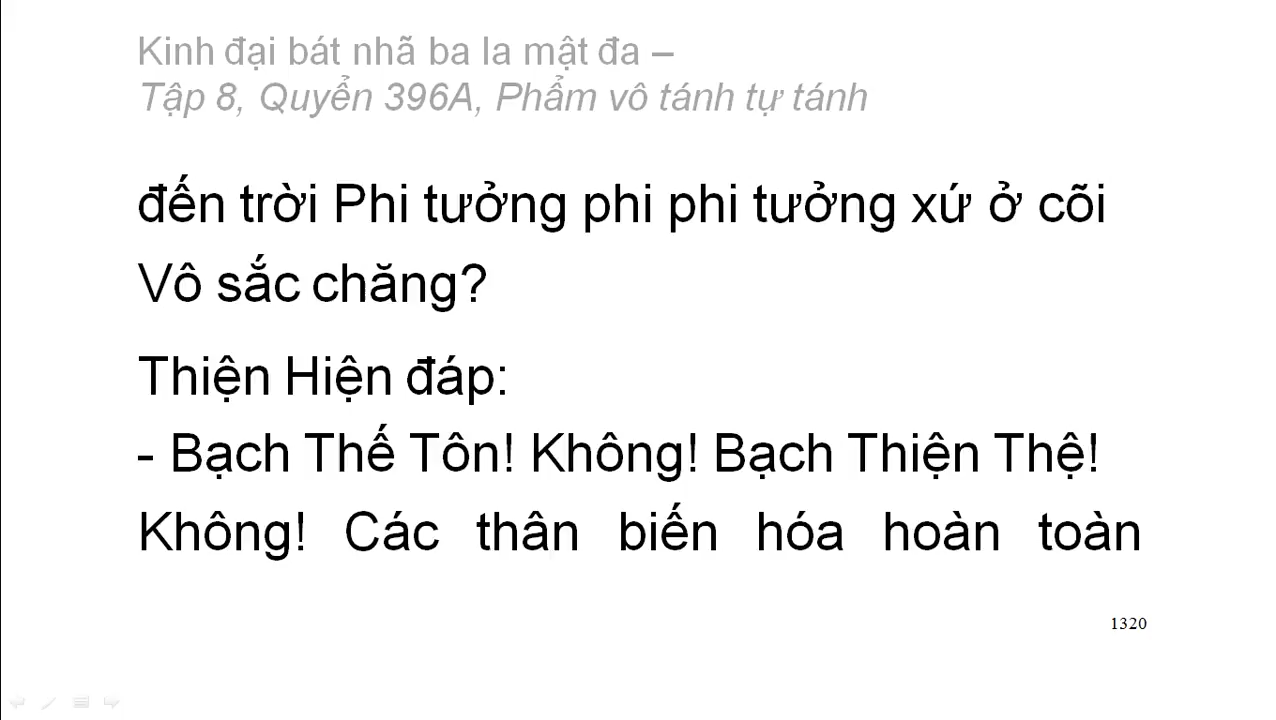 Kinh đại bát nhã ba la mật đa –
Tập 8, Quyển 396A, Phẩm vô tánh tự tánh
đến trời Phi tưởng phi phi tưởng xứ ở cõi
Vô sắc chăng?
Thiện Hiện đáp:
- Bạch Thế Tôn! Không! Bạch Thiện Thệ!
Không! Các thân biến hóa hoàn toàn
1320